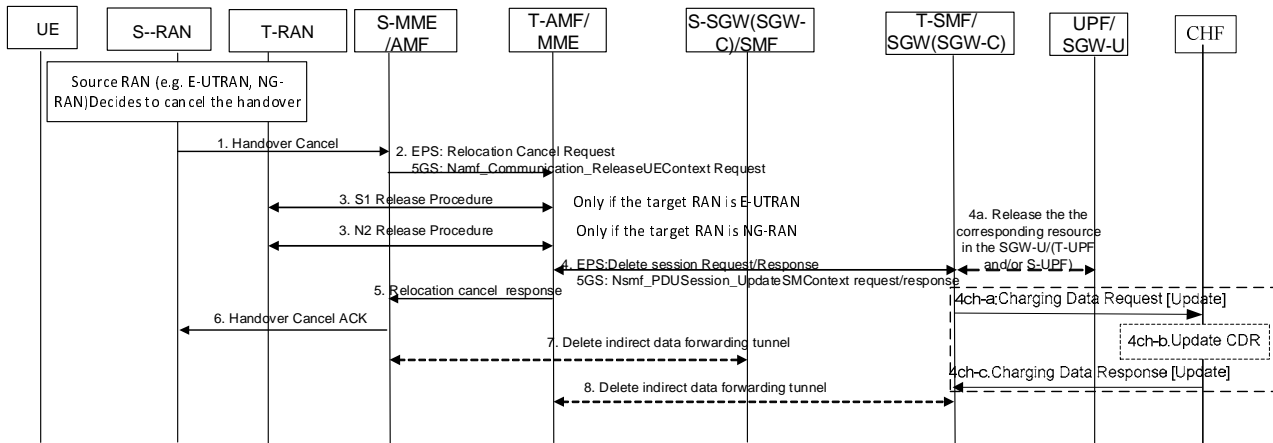 UE
S--RAN
T-RAN
S-MME
/AMF
T-AMF/
MME
S-SGW(SGW-
C)/SMF
T-SMF/
SGW(SGW-C)
UPF/
SGW-U
CHF
Source RAN (e.g. E-UTRAN, NG-
RAN)Decides to cancel the handover
1. Handover Cancel
2. EPS: Relocation Cancel Request
5GS: Namf_Communication_ReleaseUEContext Request
3. S1 Release Procedure
Only if the target RAN is E-UTRAN
3. N2 Release Procedure
Only if the target RAN is NG-RAN
4a. Release the the
corresponding resource
in the SGW-U/(T-UPF
and/or S-UPF)
4. EPS:Delete session Request/Response
5GS: Nsmf_PDUSession_UpdateSMContext request/response
5. Relocation cancel response
4ch-a:Charging Data Request [Update]
6. Handover Cancel ACK
4ch-b.Update CDR
7. Delete indirect data forwarding tunnel
4ch-c.Charging Data Response [Update]
8. Delete indirect data forwarding tunnel